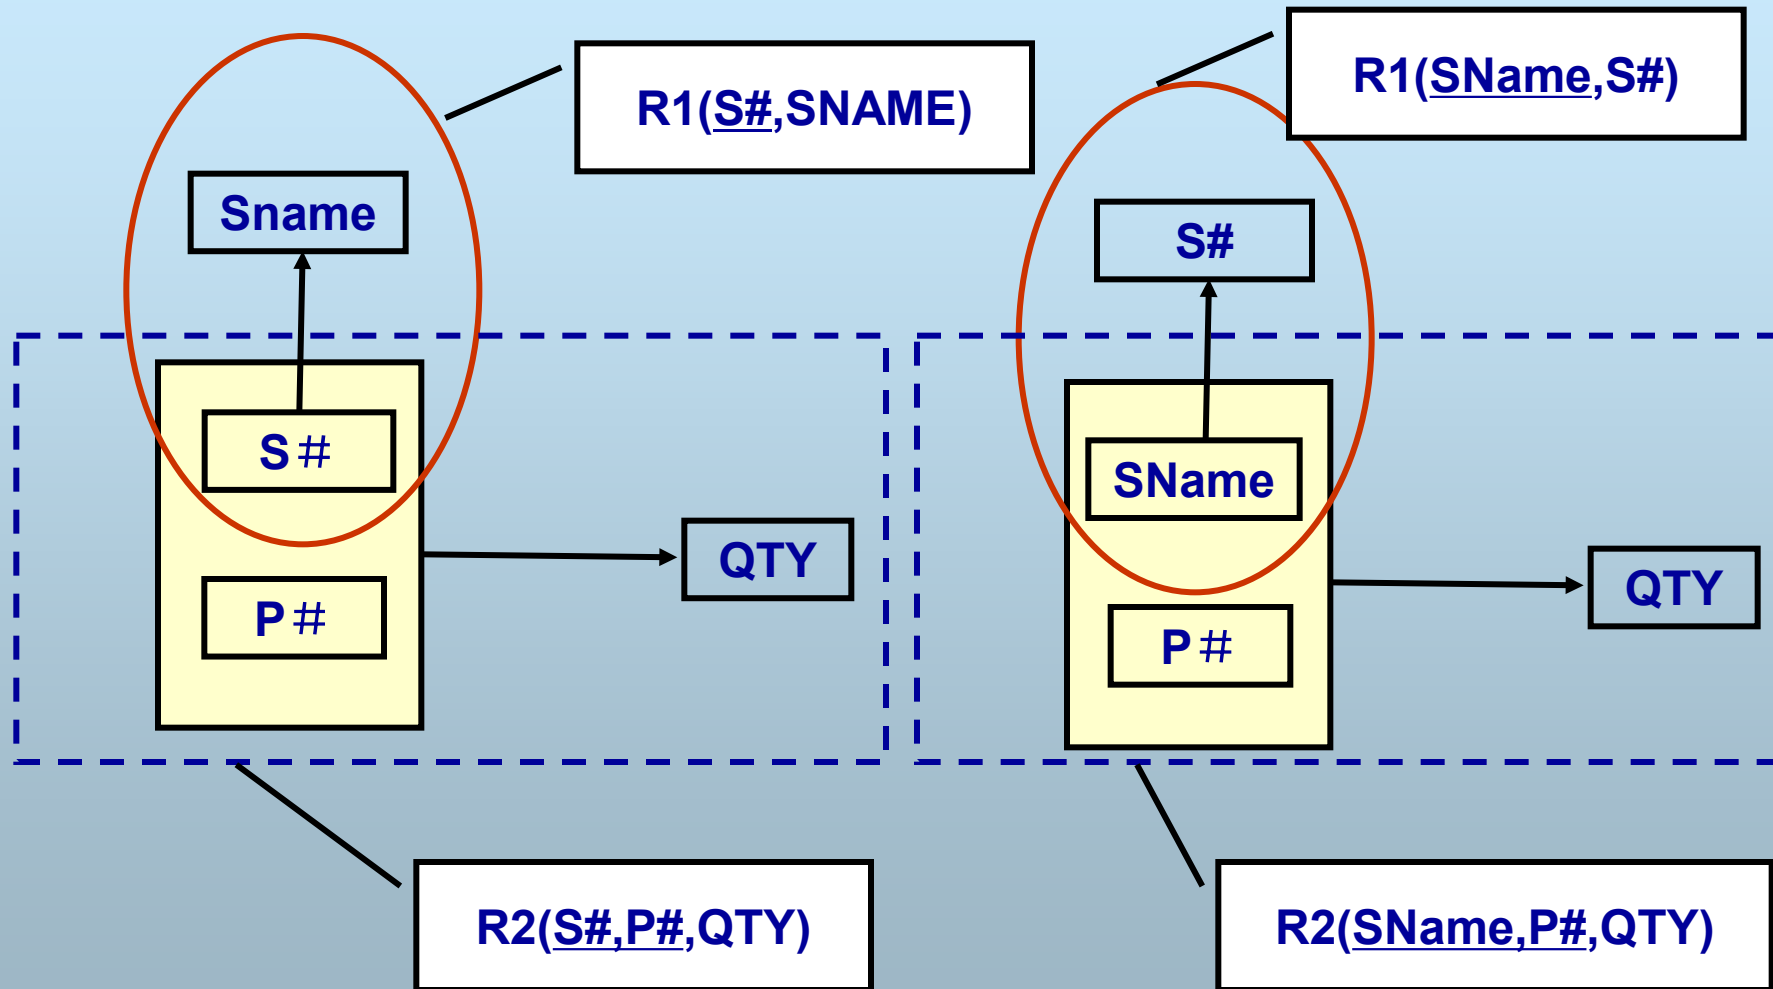 R1(S#,SNAME)
Sname
S＃
P＃
QTY
R2(S#,P#,QTY)
R1(SName,S#)
S#
SName
P＃
QTY
R2(SName,P#,QTY)